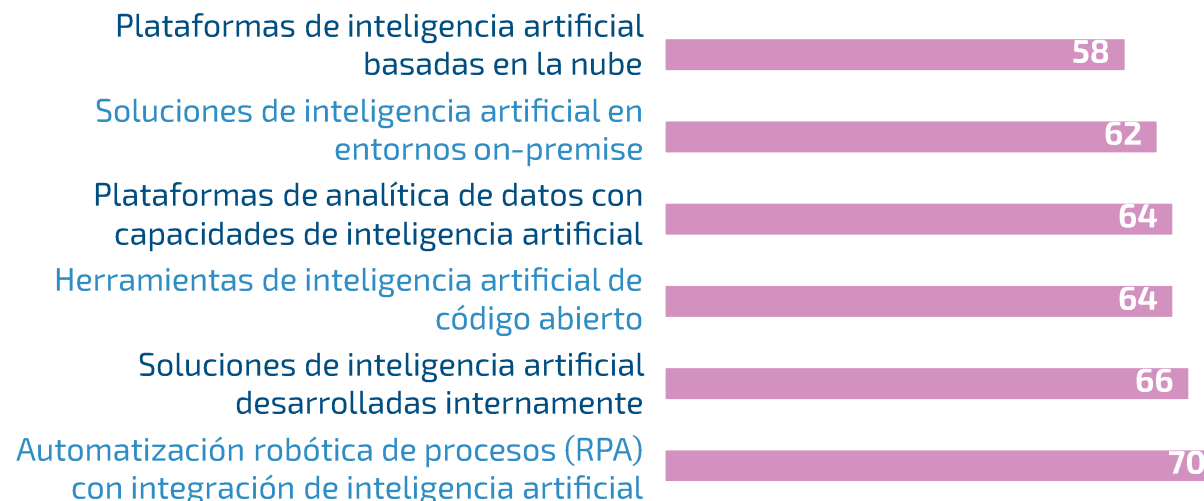 Plataformas de inteligencia artificial
basadas en la nube
58
Soluciones de inteligencia artificial en
entornos on-premise
62
Plataformas de analítica de datos con
capacidades de inteligencia artificial
64
Herramientas de inteligencia artificial de
código abierto
64
Soluciones de inteligencia artificial
desarrolladas internamente
66
Automatización robótica de procesos (RPA)
con integración de inteligencia artificial
70